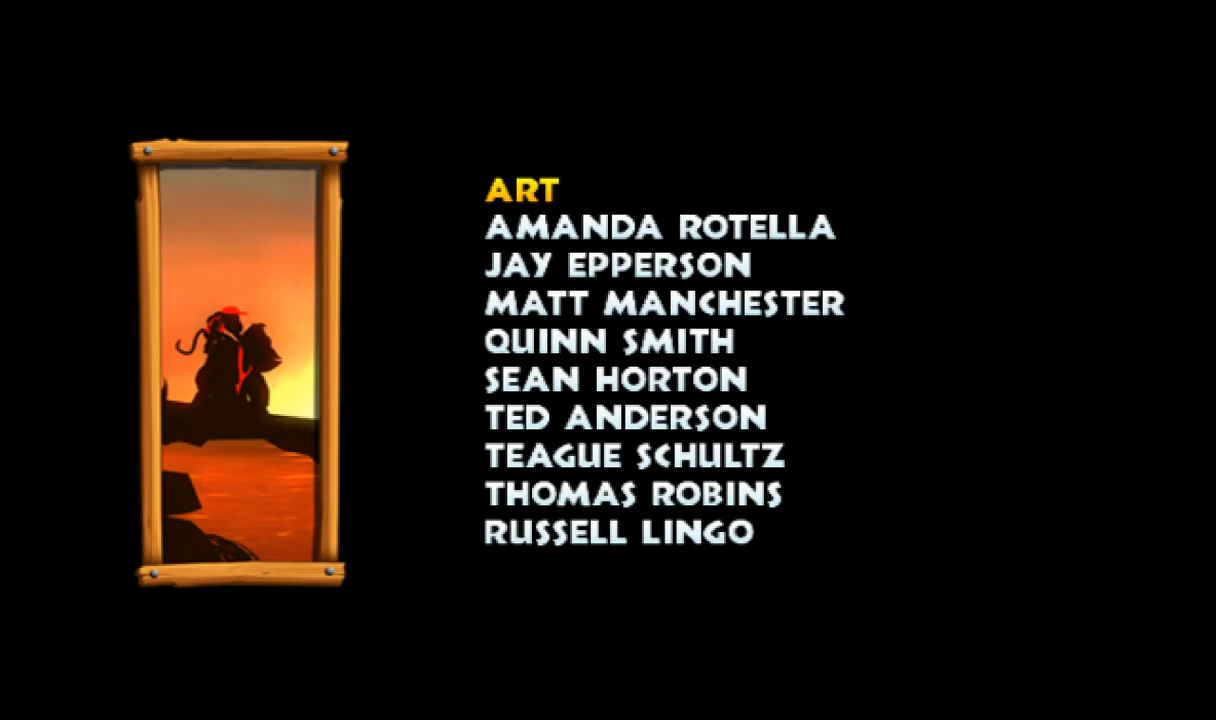 ART
AMANDA ROTELLA
JAY EPPERSON
MATT MANCHESTER
QUINN SMITH
SEAN HORTON
TED ANDERSON
TEAGUE SCHULTZ
THOMAS ROBINS
RUSSELL LINGO